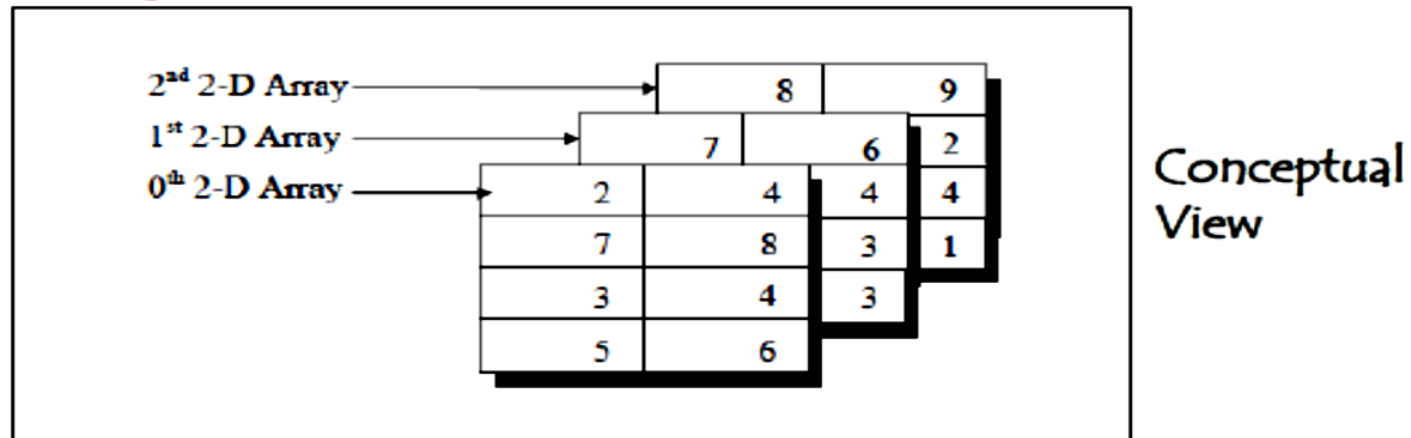 2nd 2-D Array 8 9
1st 2-D Array 7 6 2
0th 2-D Array 2 4 4 4
7 8 3 1
3 4 3
5 6
Conceptual
View